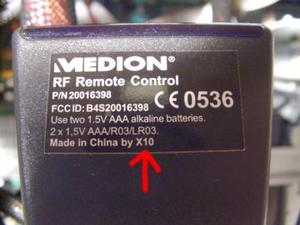 MEDION
RF Remote Control
P/N20016398
FCC ID: B4S20016398 CE 0536
Use two 1.5V AAA alkaline batteries.
2 x 1,5V AAA/R03/LR03.
Made in China by X10